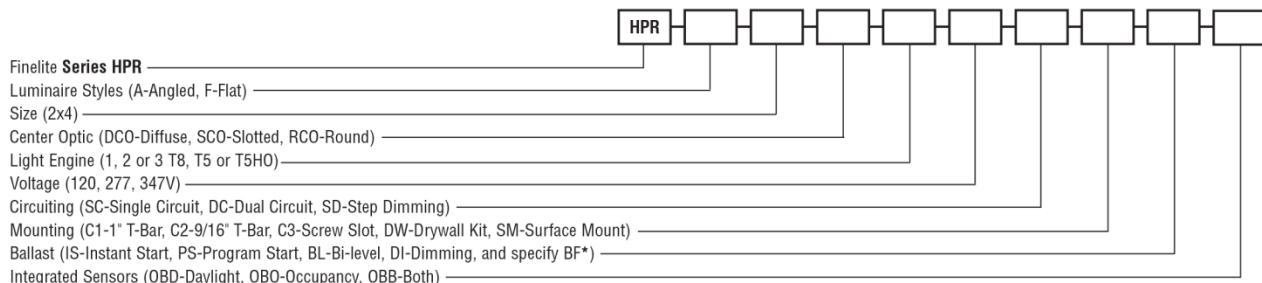 HPR
Finelite Series HPR
Luminaire Styles (A-Angled, F-Flat)
Size (2x4)
Center Optic (DCO-Diffuse, SCO-Slotted, RCO-Round)
Light Engine (1, 2 or 3 T8, T5 or T5HO)
Voltage (120, 277, 347V)
Circuiting (SC-Single Circuit, DC-Dual Circuit, SD-Step Dimming)
Mounting (C1-1" T-Bar, C2-9/16" T-Bar, C3-Screw Slot, DW-Drywall Kit, SM-Surface Mount)
Ballast (IS-Instant Start, PS-Program Start, BL-Bi-level, DI-Dimming, and specify BF*)
Integrated Sensors (OBD-Daylight, OBO-Occupancy, OBB-Both)